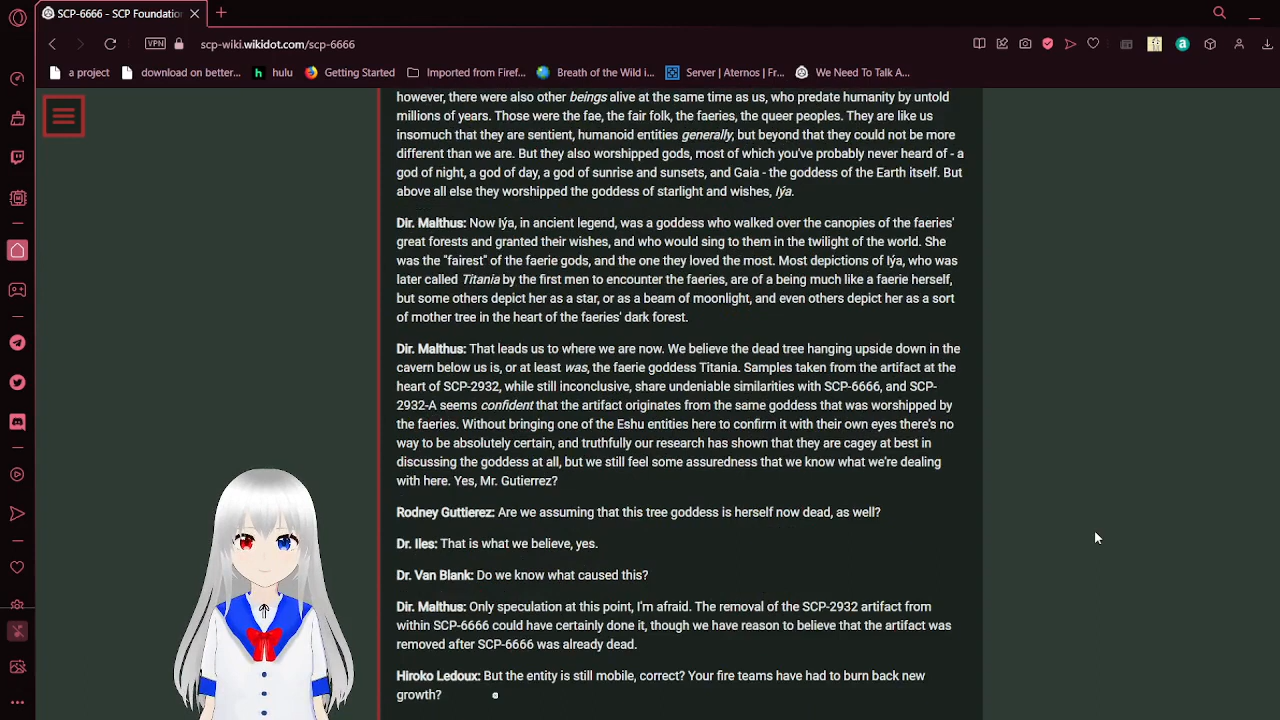 SCP-6666 - SCP Foundatio
scp-wiki.wikidot.com/scp-6666
VPN
a project
download on better...
hulu
Getting Started
Imported from Firef...
Breath of the Wild i...
Server | Aternos | Fr...
We Need To Talk A...
however, there were also other beings alive at the same time as us, who predate humanity by untold
millions of years. Those were the fae, the fair folk, the faeries, the queer peoples. They are like us
insomuch that they are sentient, humanoid entities generally, but beyond that they could not be more
different than we are. But they also worshipped gods, most of which you've probably never heard of - a
god of night, a god of day, a god of sunrise and sunsets, and Gaia - the goddess of the Earth itself. But
above all else they worshipped the goddess of starlight and wishes, Iýa.
Dir. Malthus: Now Iýa, in ancient legend, was a goddess who walked over the canopies of the faeries'
great forests and granted their wishes, and who would sing to them in the twilight of the world. She
was the "fairest" of the faerie gods, and the one they loved the most. Most depictions of Iýa, who was
later called Titania by the first men to encounter the faeries, are of a being much like a faerie herself,
but some others depict her as a star, or as a beam of moonlight, and even others depict her as a sort
of mother tree in the heart of the faeries' dark forest.
Dir. Malthus: That leads us to where we are now. We believe the dead tree hanging upside down in the
cavern below us is, or at least was, the faerie goddess Titania. Samples taken from the artifact at the
heart of SCP-2932, while still inconclusive, share undeniable similarities with SCP-6666, and SCP-
2932-A seems confident that the artifact originates from the same goddess that was worshipped by
the faeries. Without bringing one of the Eshu entities here to confirm it with their own eyes there's no
way to be absolutely certain, and truthfully our research has shown that they are cagey at best in
discussing the goddess at all, but we still feel some assuredness that we know what we're dealing
with here. Yes, Mr. Gutierrez?
Rodney Guttierez: Are we assuming that this tree goddess is herself now dead, as well?
Dr. Iles: That is what we believe, yes.
Dr. Van Blank: Do we know what caused this?
Dir. Malthus: Only speculation at this point, I'm afraid. The removal of the SCP-2932 artifact from
within SCP-6666 could have certainly done it, though we have reason to believe that the artifact was
removed after SCP-6666 was already dead.
Hiroko Ledoux: But the entity is still mobile, correct? Your fire teams have had to burn back new
growth?